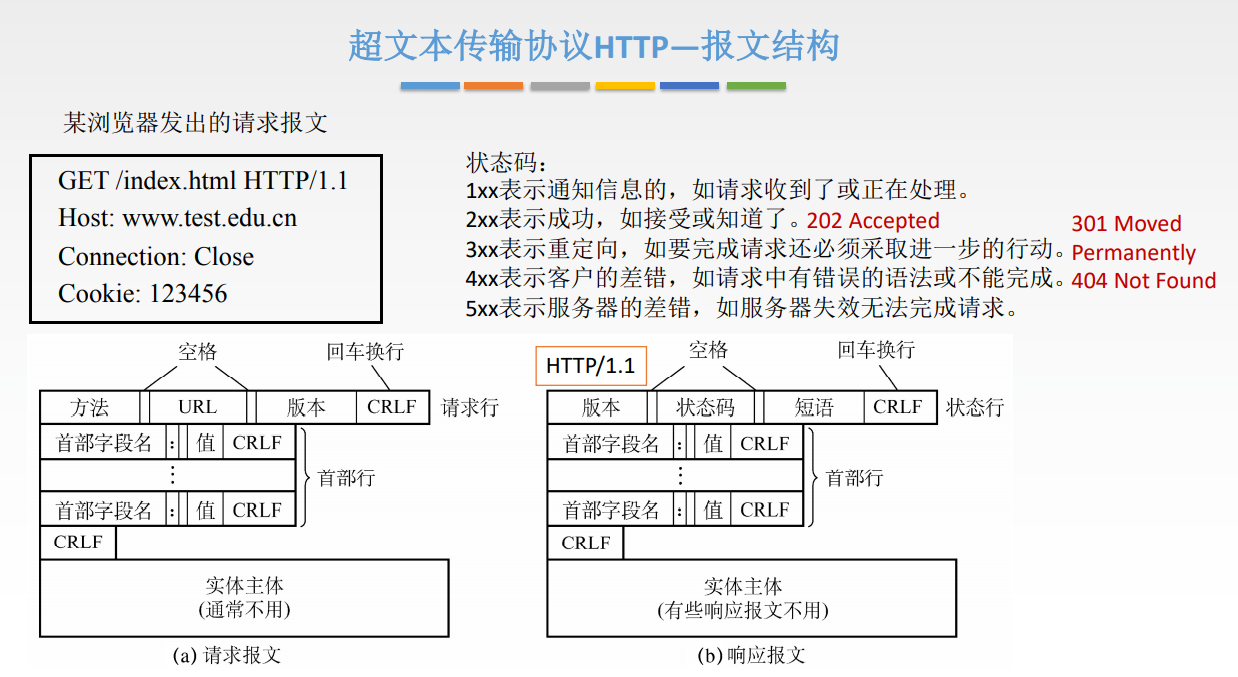 超文本传输协议HTTP—报文结构
某浏览器发出的请求报文
GET /index.html HTTP/1.1
Host: www.test.edu.cn
Connection: Close
Cookie: 123456
状态码：
1xx表示通知信息的，如请求收到了或正在处理。
2xx表示成功，如接受或知道了。202 Accepted
3xx表示重定向，如要完成请求还必须采取进一步的行动。
4xx表示客户的差错，如请求中有错误的语法或不能完成。
5xx表示服务器的差错，如服务器失效无法完成请求。
301 Moved
Permanently
404 Not Found
空格 回车换行
方法 URL 版本 CRLF 请求行
首部字段名 : 值 CRLF
⋮
首部字段名 : 值 CRLF
首部行
CRLF
实体主体
(通常不用)
(a) 请求报文
HTTP/1.1
空格 回车换行
版本 状态码 短语 CRLF 状态行
首部字段名 : 值 CRLF
⋮
首部字段名 : 值 CRLF
首部行
CRLF
实体主体
(有些响应报文不用)
(b) 响应报文